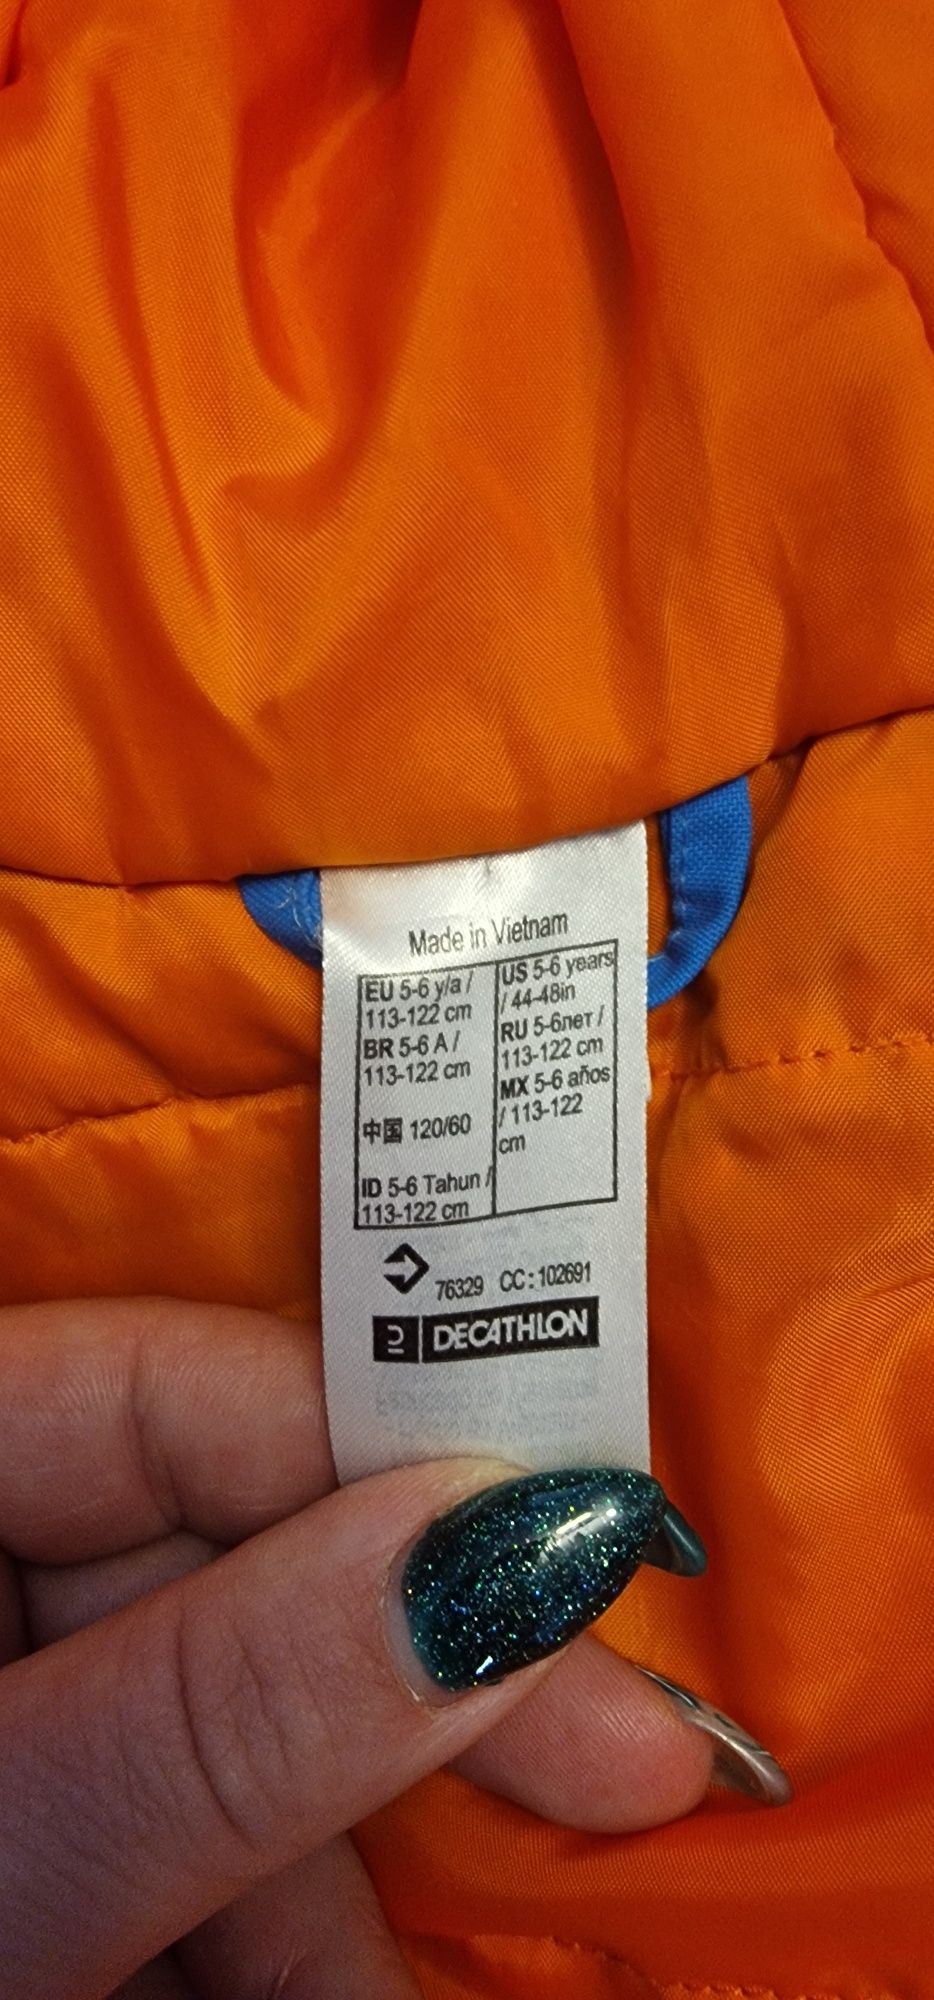 Made in Vietnam
EU 5-6 y/a /
113-122 cm
BR 5-6 A /
113-122 cm
中国 120/60
ID 5-6 Tahun /
113-122 cm
US 5-6 years
/ 44-48in
RU 5-6лет /
113-122 cm
MX 5-6 años
/ 113-122
cm
76329 CC: 102691
DECATHLON